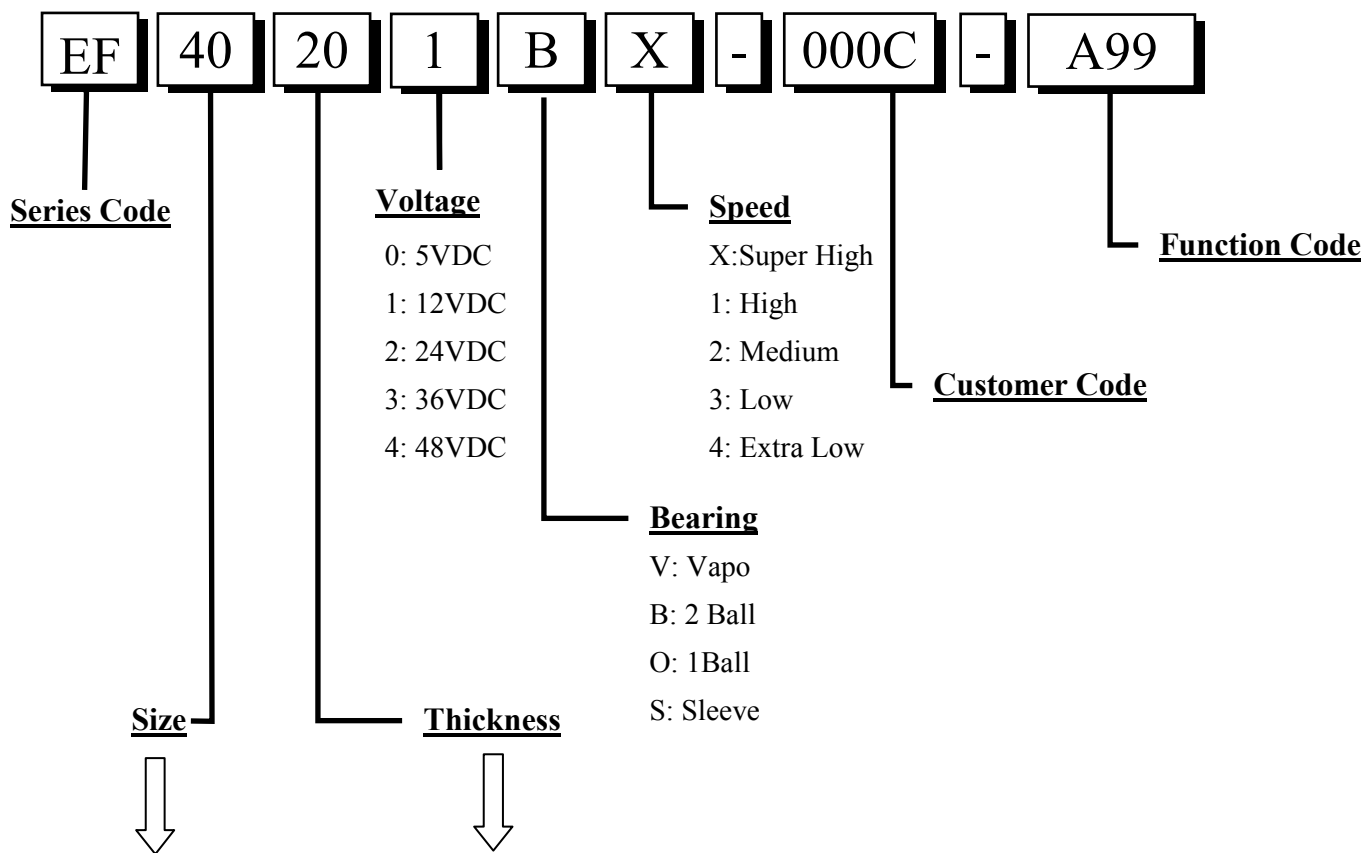 EF 40 20 1 B X - 000C - A99
Series Code
Voltage
0: 5VDC
1: 12VDC
2: 24VDC
3: 36VDC
4: 48VDC
Speed
X:Super High
1: High
2: Medium
3: Low
4: Extra Low
Function Code
Customer Code
Bearing
V: Vapo
B: 2 Ball
O: 1Ball
S: Sleeve
Size
Thickness